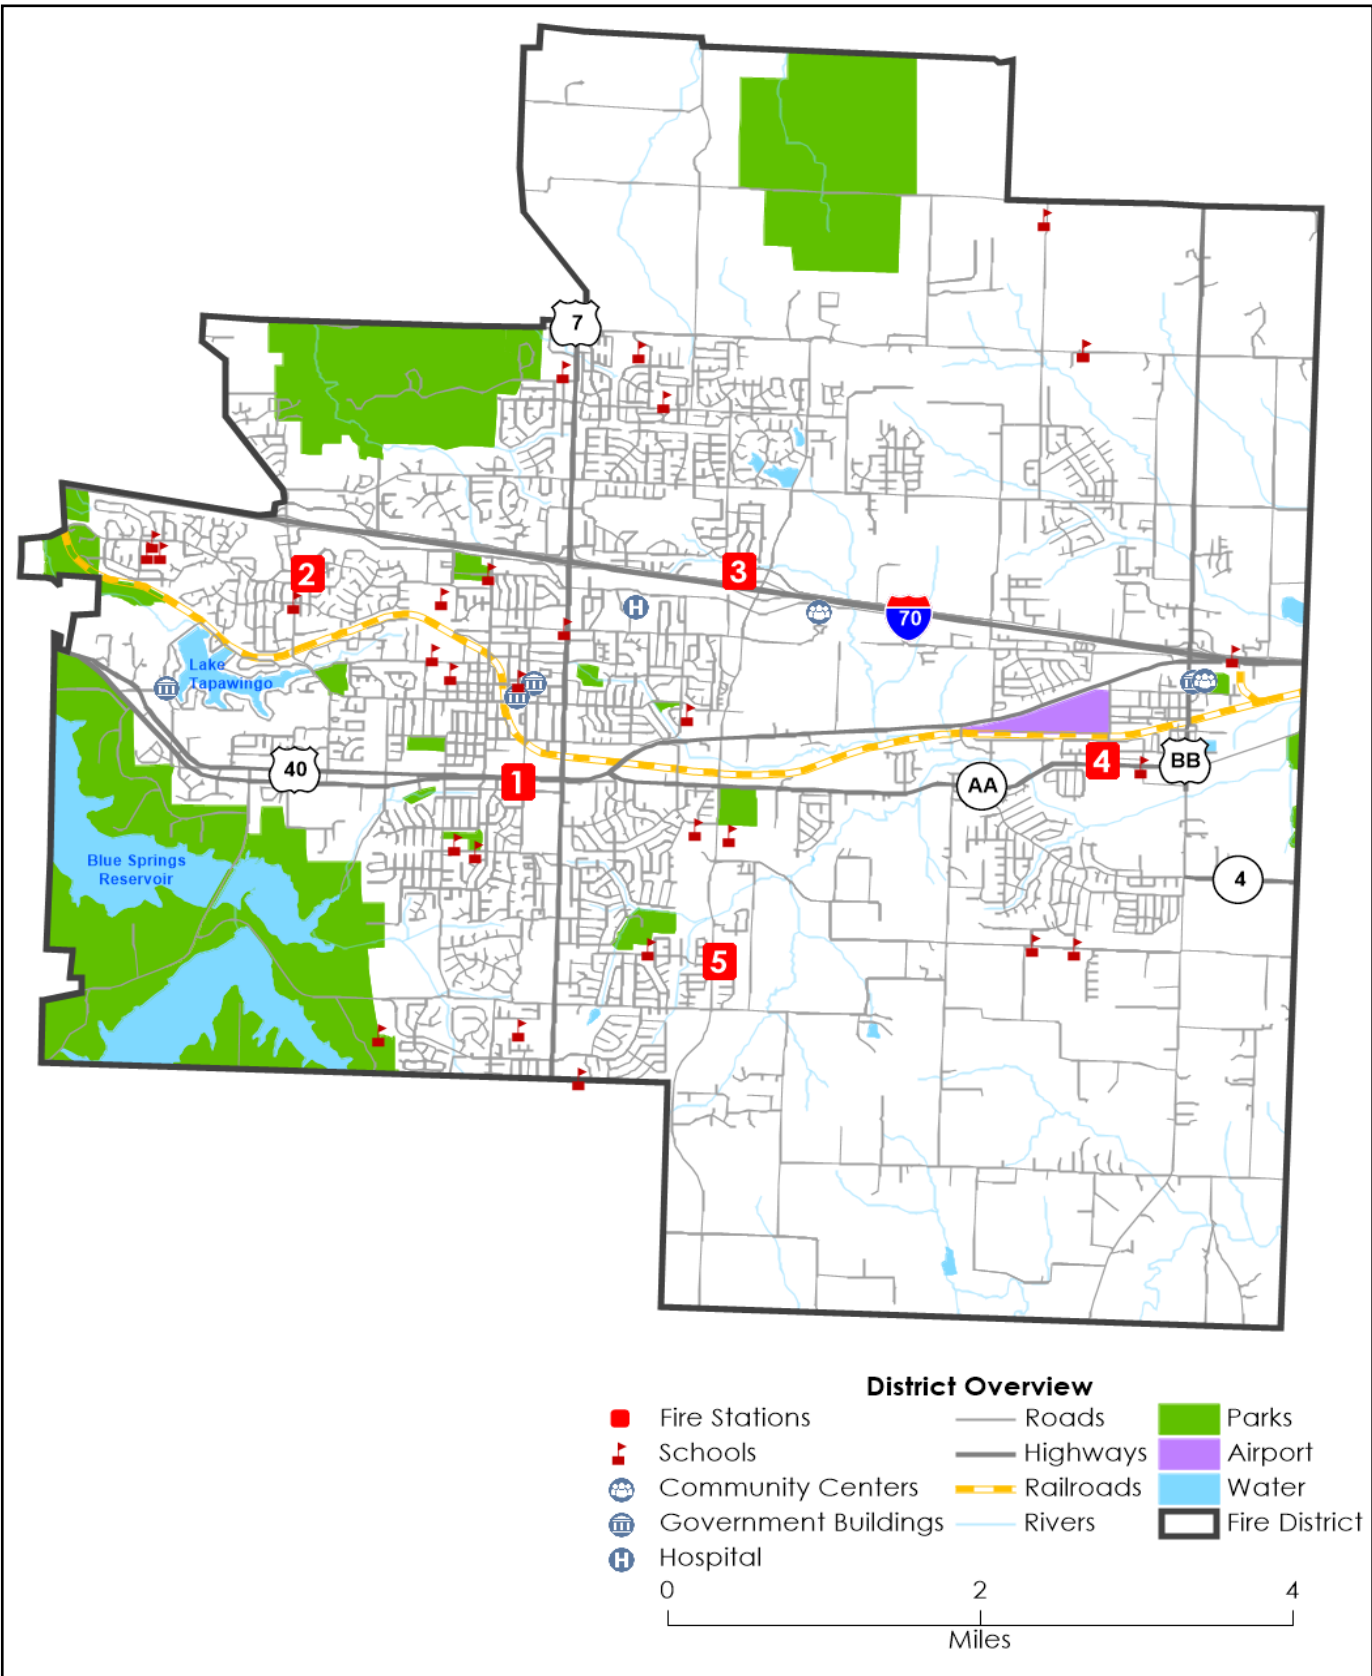 7
2
3
H
70
Lake
Tapawingo
40
1
4
BB
AA
Blue Springs
Reservoir
4
5
District Overview
Fire Stations
Roads
Parks
Schools
Highways
Airport
Community Centers
Railroads
Water
Government Buildings
Rivers
Fire District
H
Hospital
0 2 4
Miles